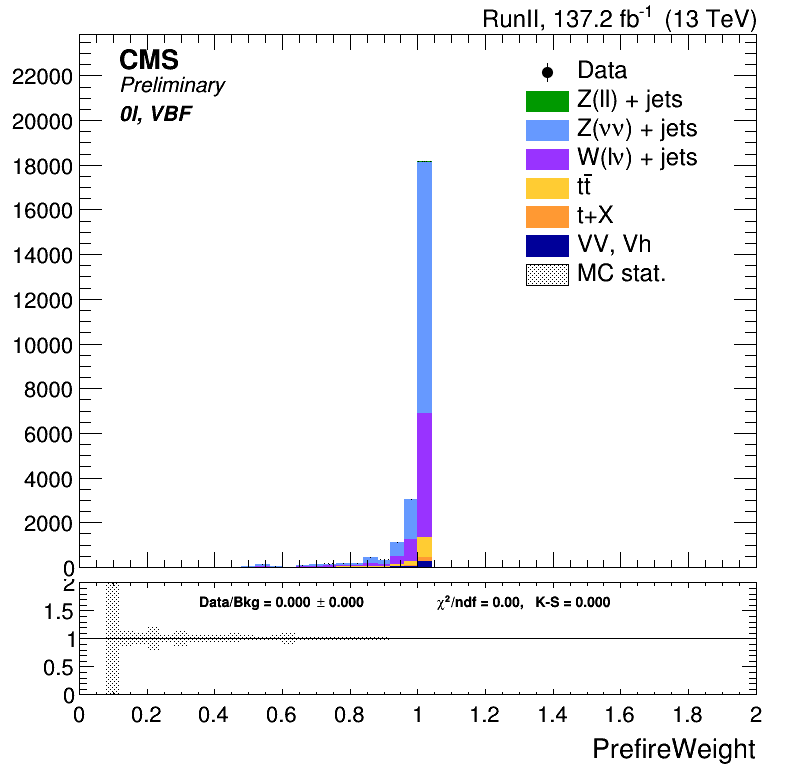 RunII, 137.2 fb⁻¹ (13 TeV)
CMS
Preliminary
0l, VBF
Data
Z(ll) + jets
Z(νν) + jets
W(lν) + jets
tt̄
t+X
VV, Vh
MC stat.
22000
20000
18000
16000
14000
12000
10000
8000
6000
4000
2000
0
Data/Bkg = 0.000 ± 0.000 χ²/ndf = 0.00, K-S = 0.000
2
1.5
1
0.5
0
0 0.2 0.4 0.6 0.8 1 1.2 1.4 1.6 1.8 2
PrefireWeight